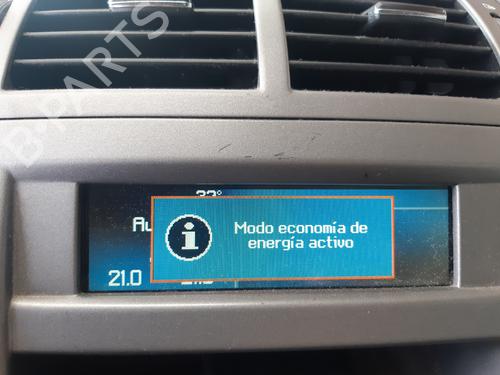 B-PARTS
Modo economía de
energía activo
21.0